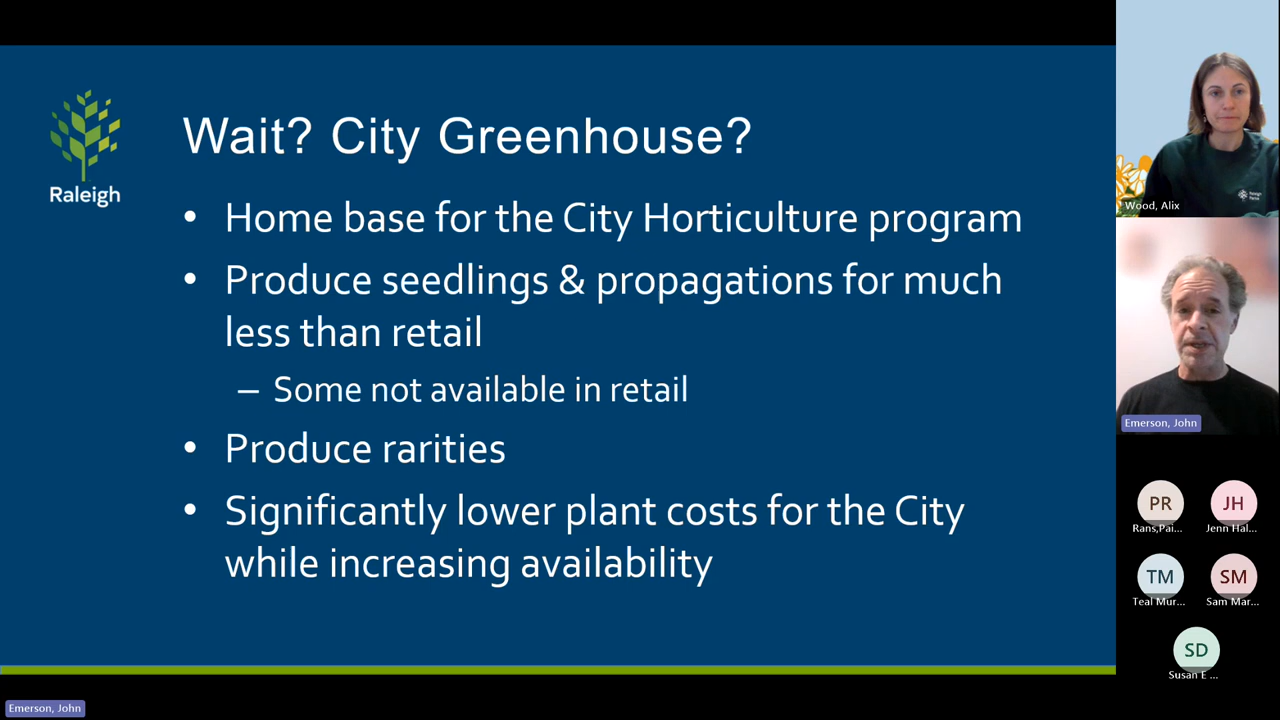 Raleigh
Wait? City Greenhouse?
• Home base for the City Horticulture program
• Produce seedlings & propagations for much
less than retail
– Some not available in retail
• Produce rarities
• Significantly lower plant costs for the City
while increasing availability
Emerson, John
Wood, Alix
Emerson, John
PR
Rans,Pai...
JH
Jenn Hal...
TM
Teal Mur...
SM
Sam Mar...
SD
Susan E ...